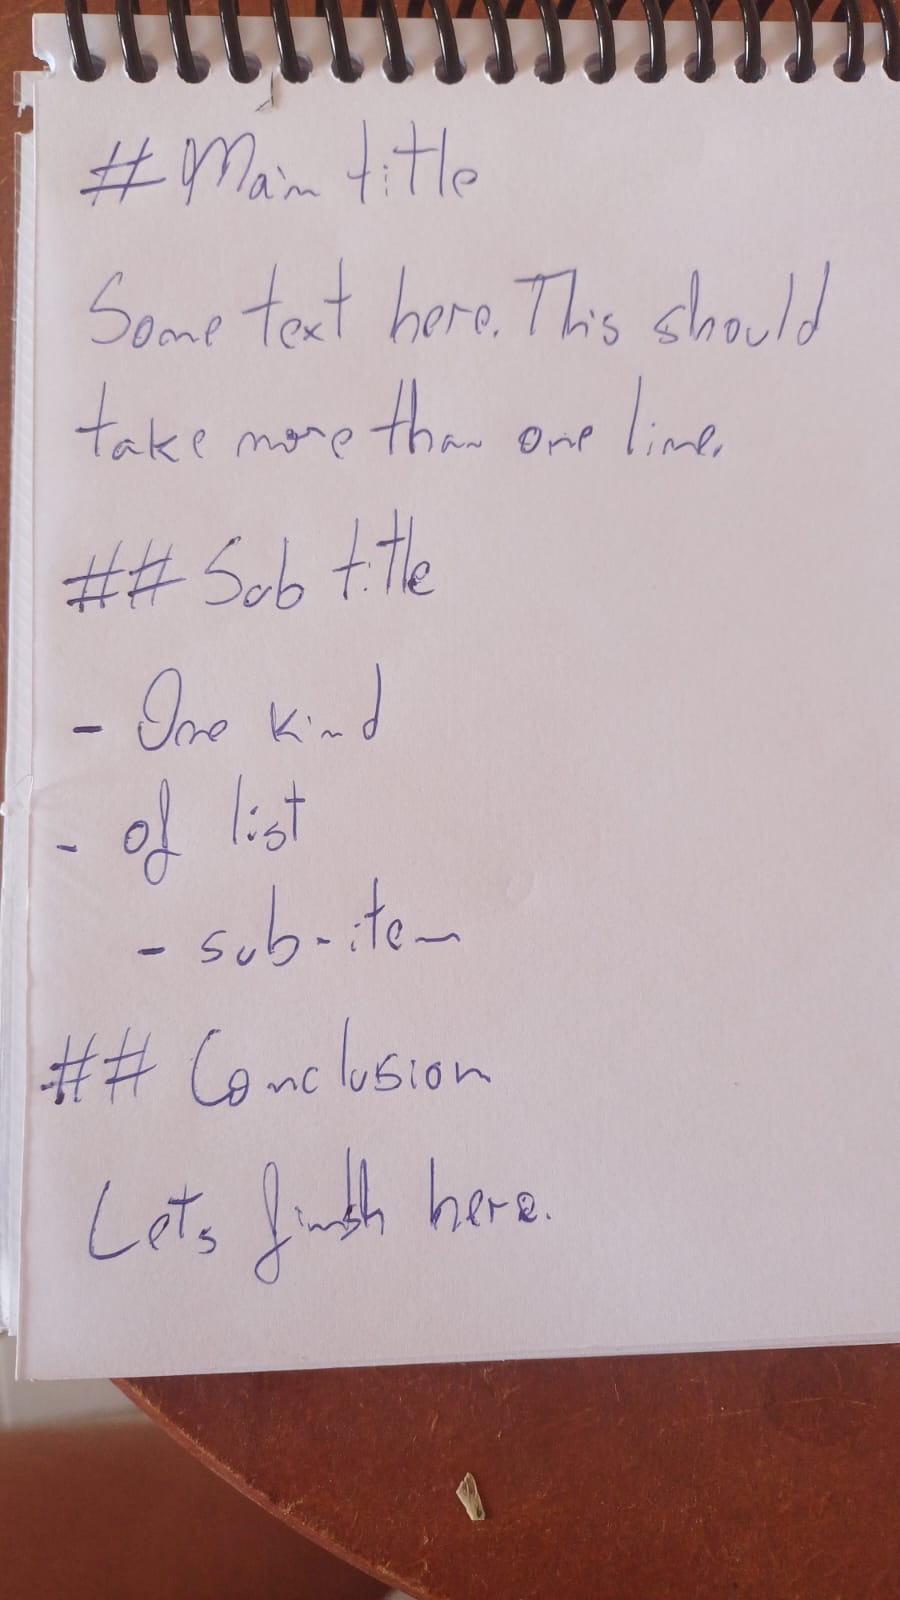 # Main title
Some text here. This should
take more than one line.
## Sub title
- One kind
- of list
- sub-item
## Conclusion
Lets finish here.